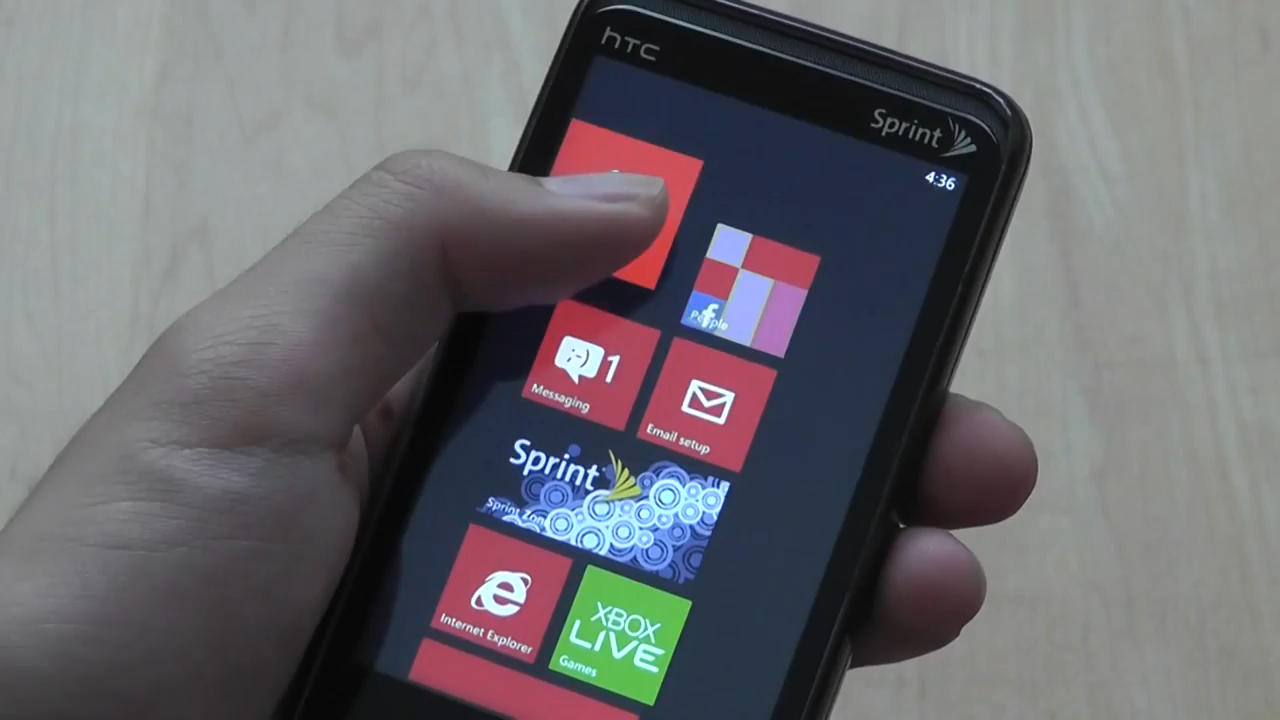 hTC
Sprint
4:36
People
1
Messaging
Email setup
Sprint
Sprint Zone
Internet Explorer
XBOX
LIVE
Games